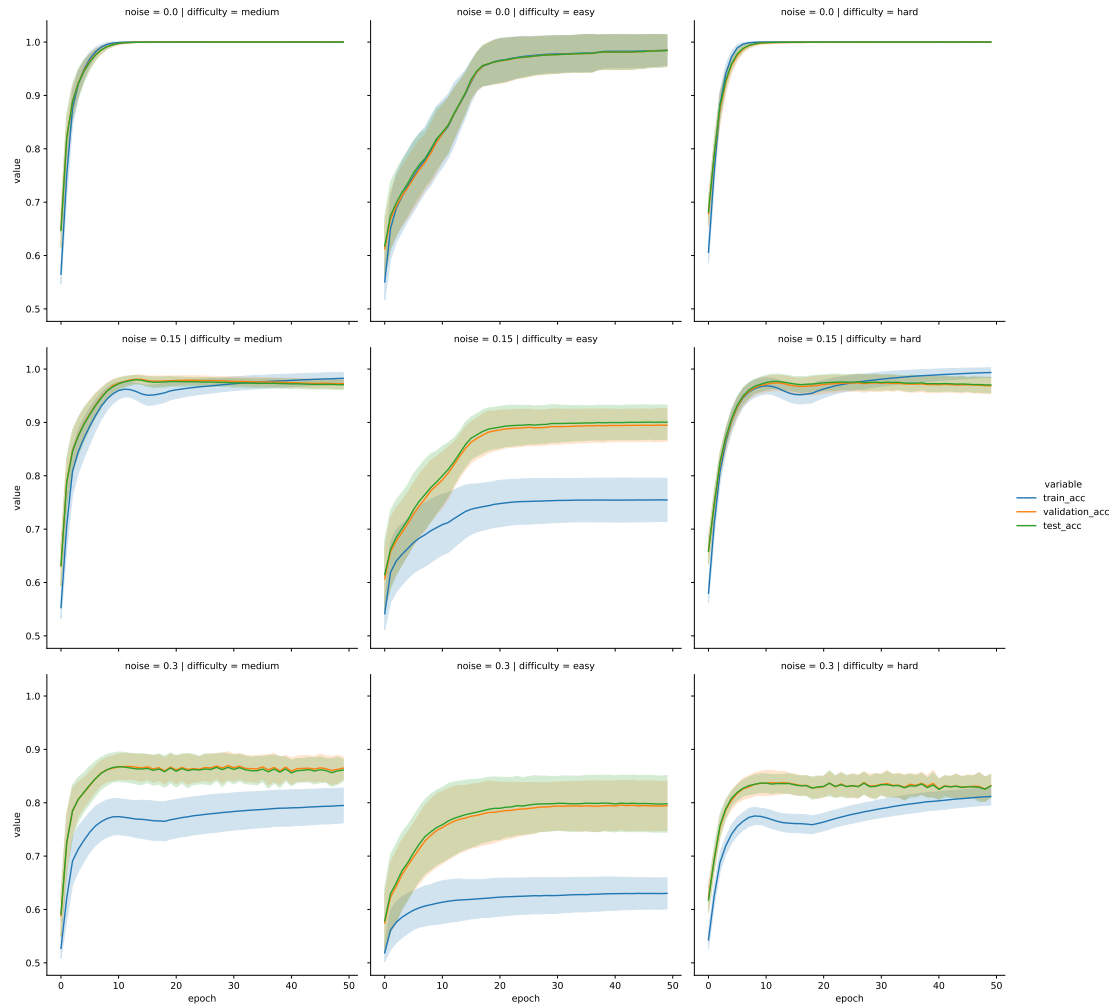 noise = 0.0 | difficulty = medium
noise = 0.0 | difficulty = easy
noise = 0.0 | difficulty = hard
1.0
0.9
0.8
0.7
0.6
0.5
value
noise = 0.15 | difficulty = medium
noise = 0.15 | difficulty = easy
noise = 0.15 | difficulty = hard
1.0
0.9
0.8
0.7
0.6
0.5
value
variable
train_acc
validation_acc
test_acc
noise = 0.3 | difficulty = medium
noise = 0.3 | difficulty = easy
noise = 0.3 | difficulty = hard
1.0
0.9
0.8
0.7
0.6
0.5
value
0 10 20 30 40 50
epoch
0 10 20 30 40 50
epoch
0 10 20 30 40 50
epoch